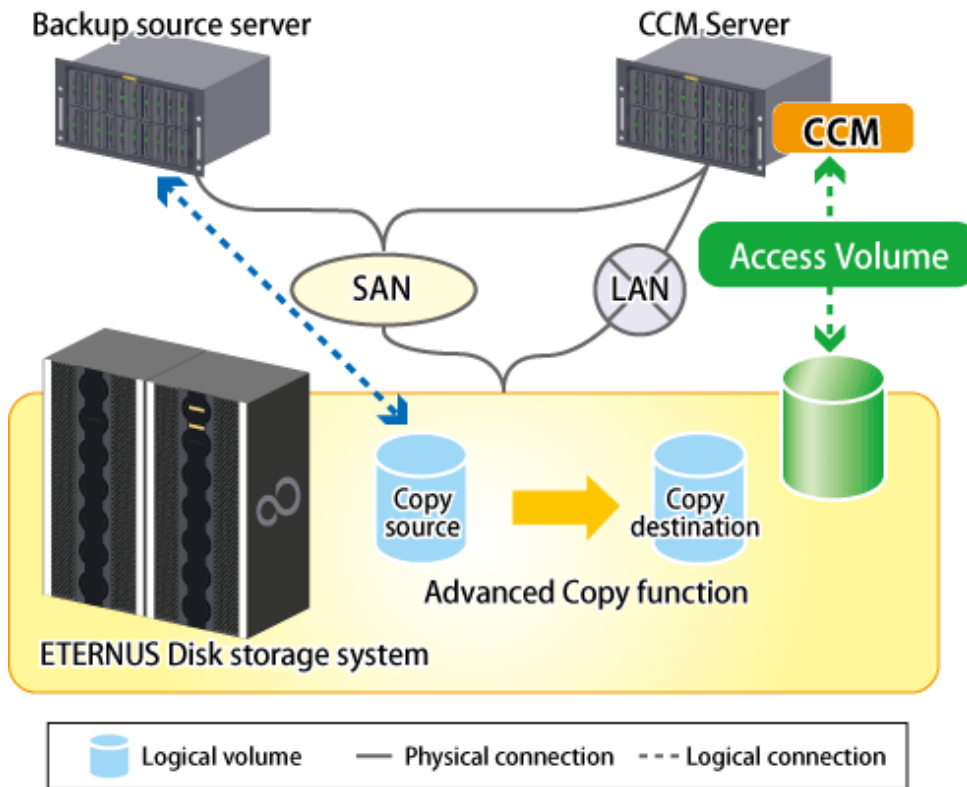 Backup source server
CCM Server
CCM
Access Volume
SAN
LAN
Copy
source
Copy
destination
Advanced Copy function
ETERNUS Disk storage system
Logical volume
Physical connection
Logical connection